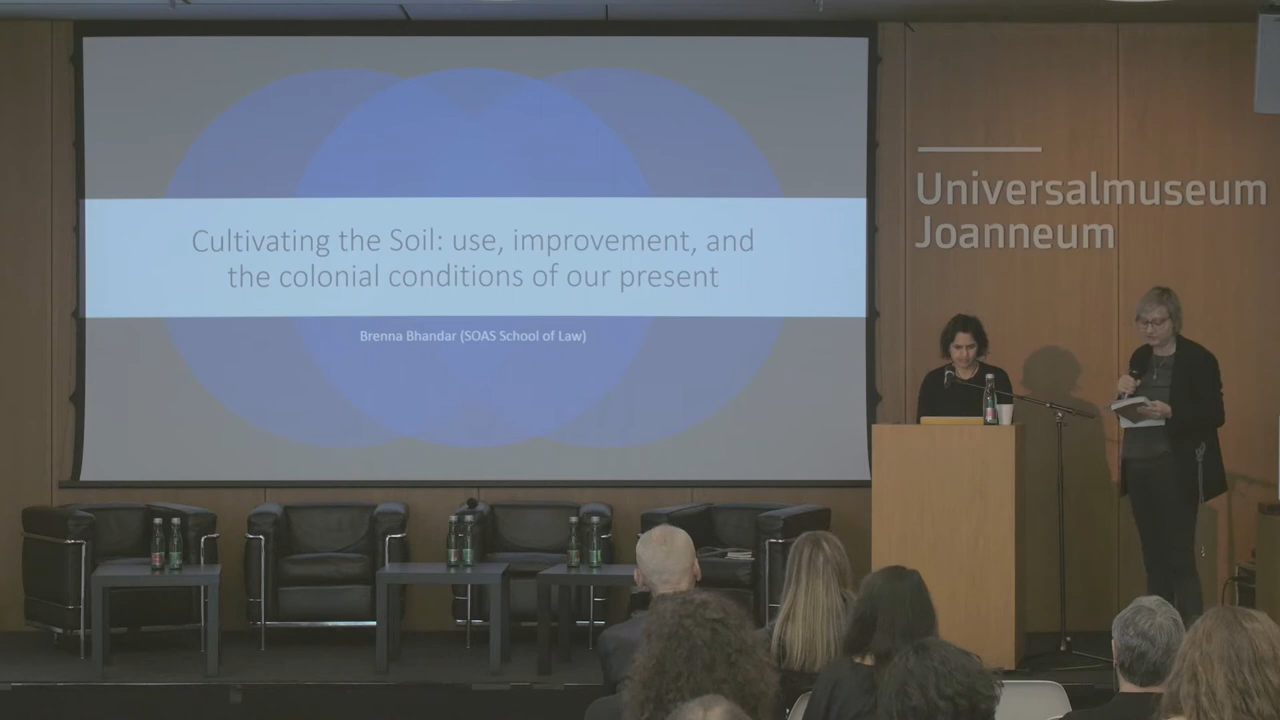 Cultivating the Soil: use, improvement, and
the colonial conditions of our present
Brenna Bhandar (SOAS School of Law)
Universalmuseum
Joanneum